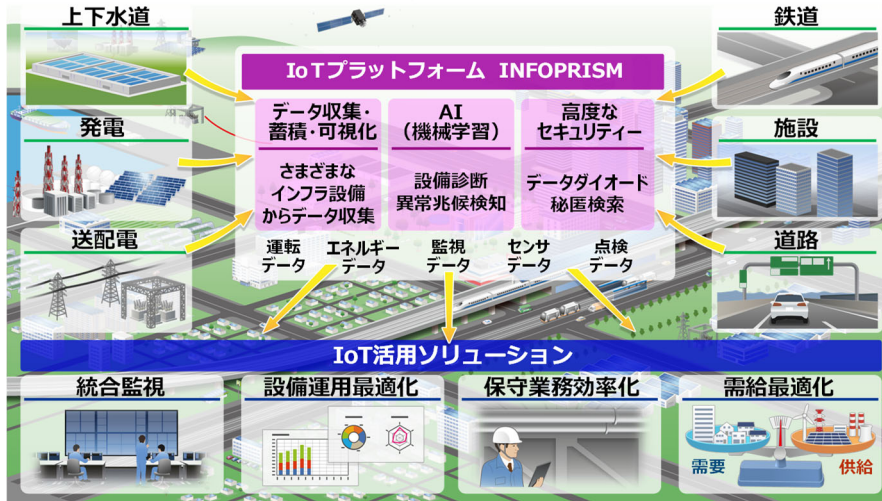 上下水道
鉄道
IoTプラットフォーム INFOPRISM
データ収集・
蓄積・可視化
AI
(機械学習)
高度な
セキュリティー
発電
施設
さまざまな
インフラ設備
からデータ収集
設備診断
異常兆候検知
データダイオード
秘匿検索
送配電
道路
運転
データ
エネルギー
データ
監視
データ
センサ
データ
点検
データ
IoT活用ソリューション
統合監視
設備運用最適化
保守業務効率化
需給最適化
需要
供給